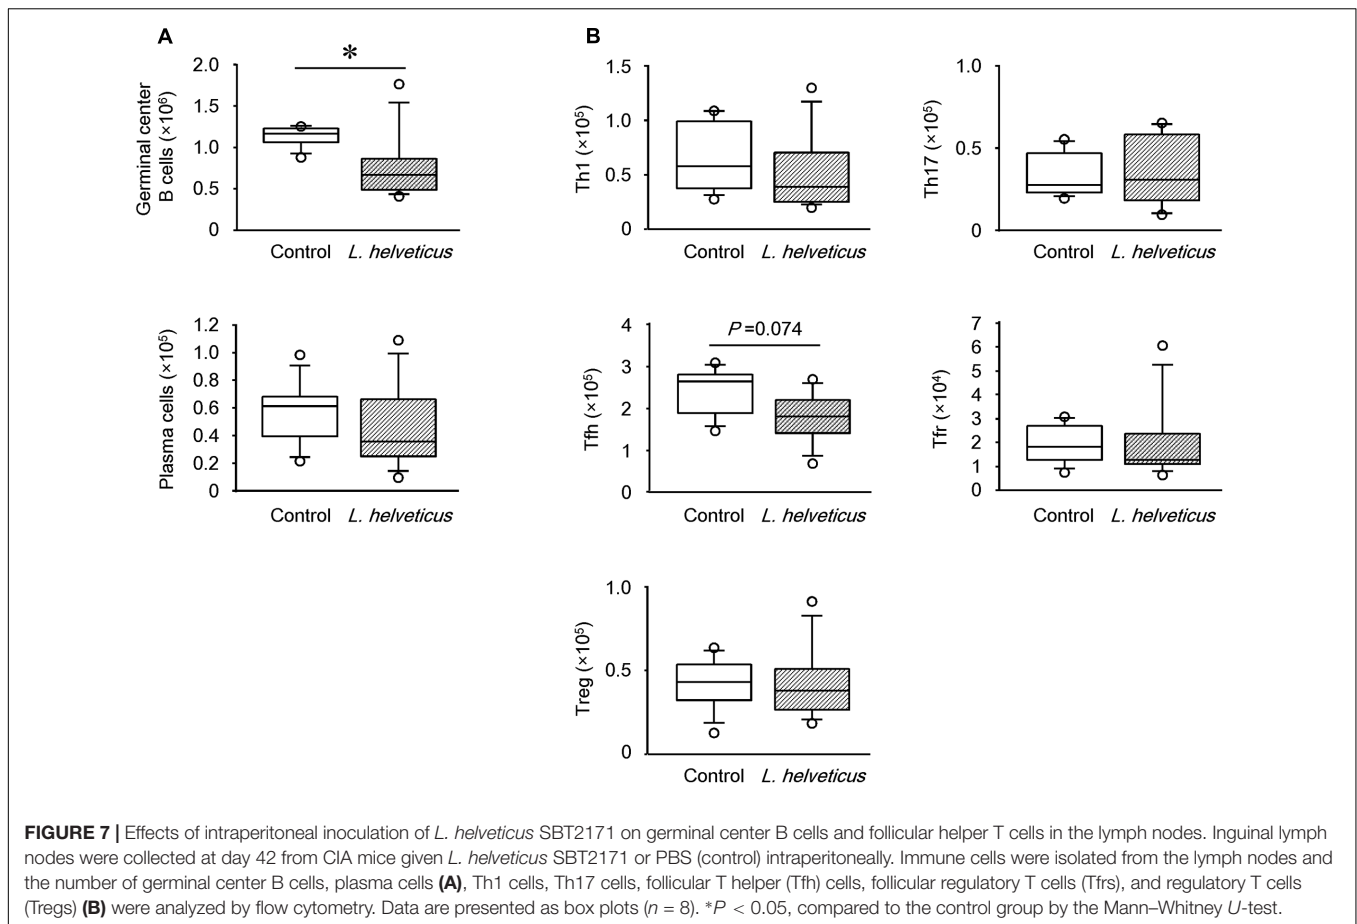 A
B
*
Germinal center
B cells (×10⁶)
2.0
1.5
1.0
0.5
0
Control L. helveticus
Th1 (×10⁵)
1.5
1.0
0.5
0
Control L. helveticus
Th17 (×10⁵)
1.0
0.5
0
Control L. helveticus
Plasma cells (×10⁵)
1.2
1.0
0.8
0.6
0.4
0.2
0
Control L. helveticus
P =0.074
Tfh (×10⁵)
4
3
2
1
0
Control L. helveticus
Tfr (×10⁴)
7
6
5
4
3
2
1
0
Control L. helveticus
Treg (×10⁵)
1.0
0.5
0
Control L. helveticus
FIGURE 7 | Effects of intraperitoneal inoculation of L. helveticus SBT2171 on germinal center B cells and follicular helper T cells in the lymph nodes. Inguinal lymph
nodes were collected at day 42 from CIA mice given L. helveticus SBT2171 or PBS (control) intraperitoneally. Immune cells were isolated from the lymph nodes and
the number of germinal center B cells, plasma cells (A), Th1 cells, Th17 cells, follicular T helper (Tfh) cells, follicular regulatory T cells (Tfrs), and regulatory T cells
(Tregs) (B) were analyzed by flow cytometry. Data are presented as box plots (n = 8). *P < 0.05, compared to the control group by the Mann–Whitney U-test.